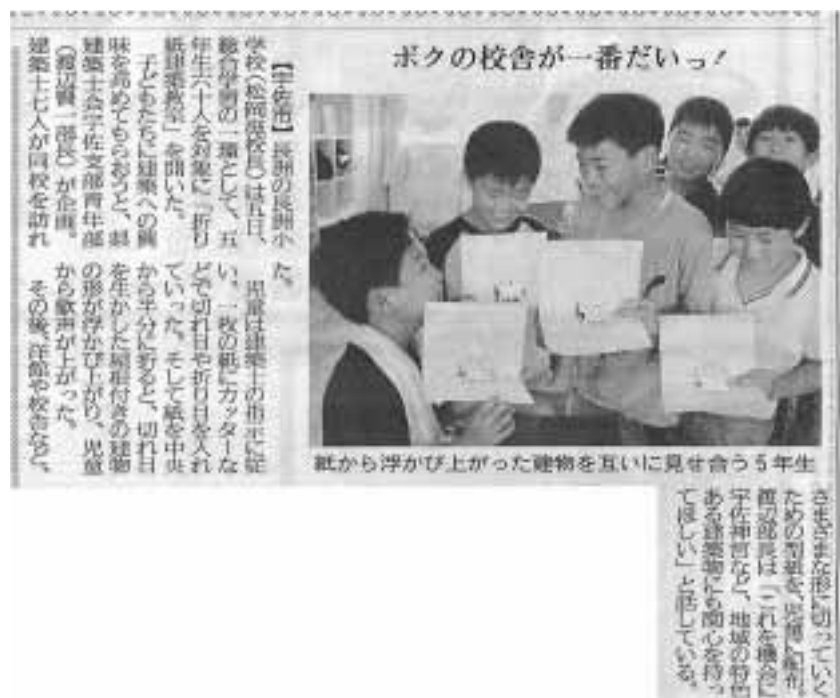 ボクの校舎が一番だいっ！
紙から浮かび上がった建物を互いに見せ合う5年生
【宇佐市】長洲の長洲小
学校（松岡 校長）は五日、
総合学習の一環として、五
年生六十人を対象に「折り
紙建築教室」を開いた。
子どもたちに建築への興
味を高めてもらおうと、県
建築士会宇佐支部青年部
（渡辺賢一部長）が企画。
建築士七人が同校を訪れ
た。
児童は建築士の指示に従
い、一枚の紙にカッターな
どで切れ目や折り目を入れ
ていった。そして紙を中央
から半分に折ると、切れ目
を生かした屋根付きの建物
の形が浮かび上がり、児童
から歓声が上がった。
その後、洋館や校舎など、
さまざまな形に切っていく
ための型紙を、児童に配布。
渡辺部長は「これを機会に
宇佐神宮など、地域の特色
ある建築物にも関心を持っ
てほしい」と話している。